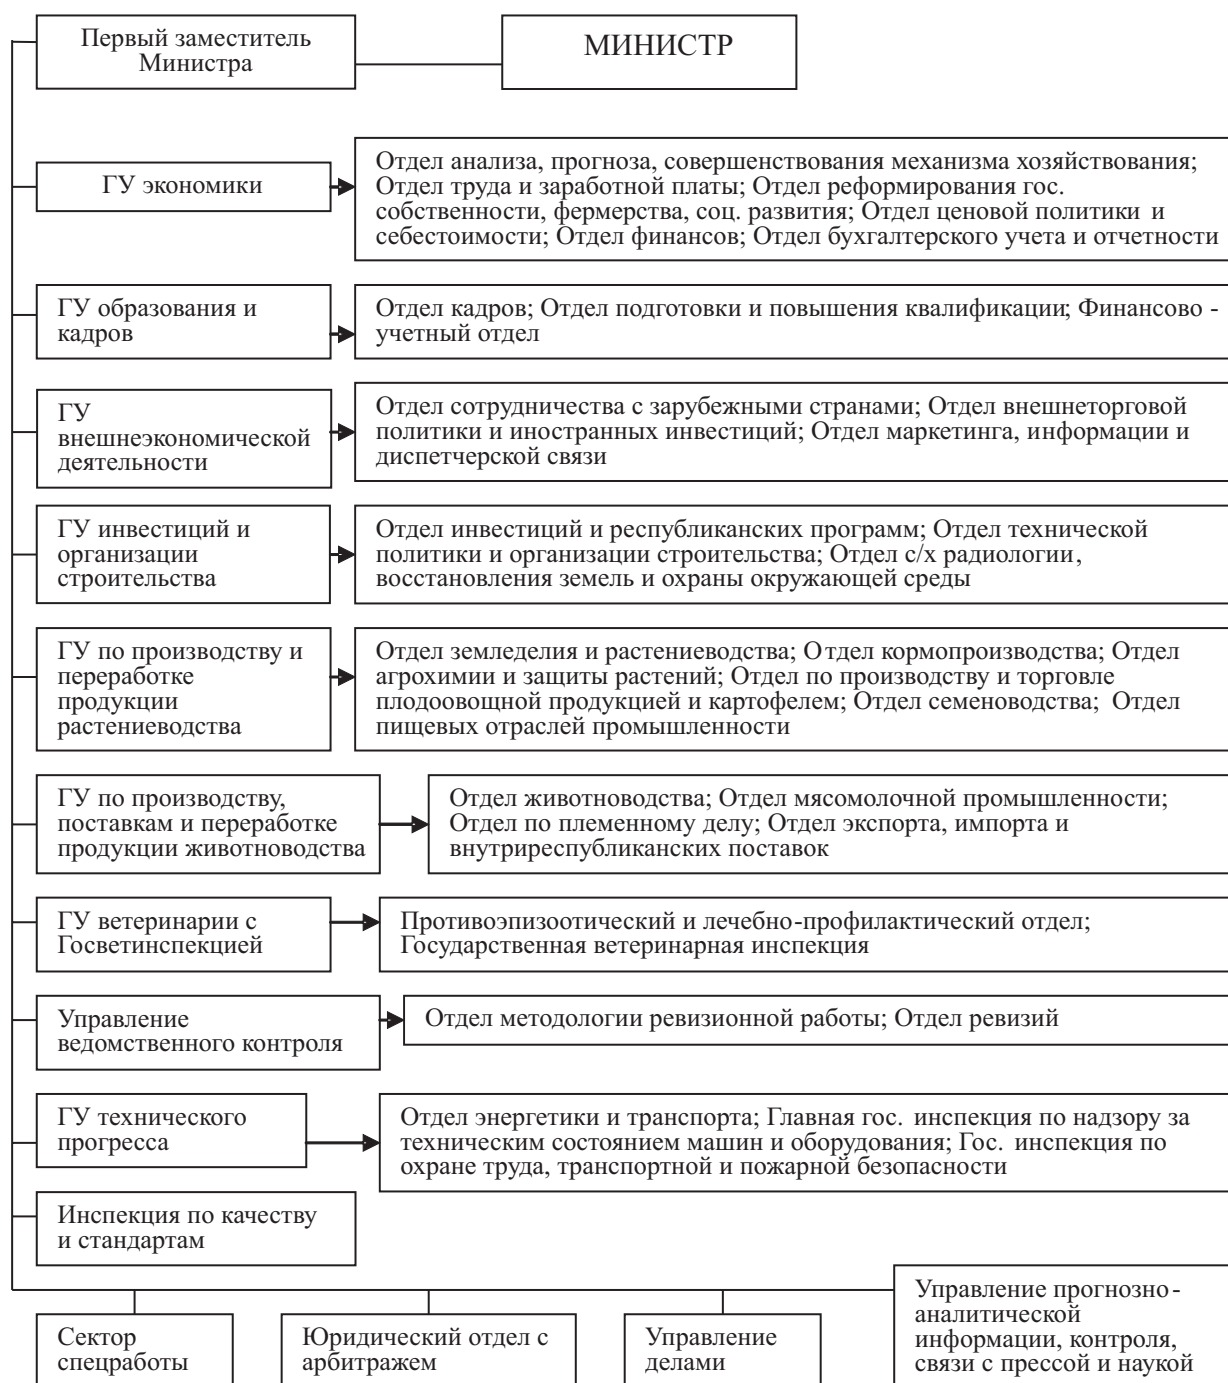 Первый заместитель
Министра
МИНИСТР
ГУ экономики
Отдел анализа, прогноза, совершенствования механизма хозяйствования;
Отдел труда и заработной платы; Отдел реформирования гос.
собственности, фермерства, соц. развития; Отдел ценовой политики и
себестоимости; Отдел финансов; Отдел бухгалтерского учета и отчетности
ГУ образования и
кадров
Отдел кадров; Отдел подготовки и повышения квалификации; Финансово -
учетный отдел
ГУ
внешнеэкономической
деятельности
Отдел сотрудничества с зарубежными странами; Отдел внешнеторговой
политики и иностранных инвестиций; Отдел маркетинга, информации и
диспетчерской связи
ГУ инвестиций и
организации
строительства
Отдел инвестиций и республиканских программ; Отдел технической
политики и организации строительства; Отдел с/х радиологии,
восстановления земель и охраны окружающей среды
ГУ по производству и
переработке
продукции
растениеводства
Отдел земледелия и растениеводства; Отдел кормопроизводства; Отдел
агрохимии и защиты растений; Отдел по производству и торговле
плодоовощной продукцией и картофелем; Отдел семеноводства; Отдел
пищевых отраслей промышленности
ГУ по производству,
поставкам и переработке
продукции животноводства
Отдел животноводства; Отдел мясомолочной промышленности;
Отдел по племенному делу; Отдел экспорта, импорта и
внутриреспубликанских поставок
ГУ ветеринарии с
Госветинспекцией
Противоэпизоотический и лечебно-профилактический отдел;
Государственная ветеринарная инспекция
Управление
ведомственного контроля
Отдел методологии ревизионной работы; Отдел ревизий
ГУ технического
прогресса
Отдел энергетики и транспорта; Главная гос. инспекция по надзору за
техническим состоянием машин и оборудования; Гос. инспекция по
охране труда, транспортной и пожарной безопасности
Инспекция по качеству
и стандартам
Сектор
спецработы
Юридический отдел с
арбитражем
Управление
делами
Управление прогнозно-
аналитической
информации, контроля,
связи с прессой и наукой